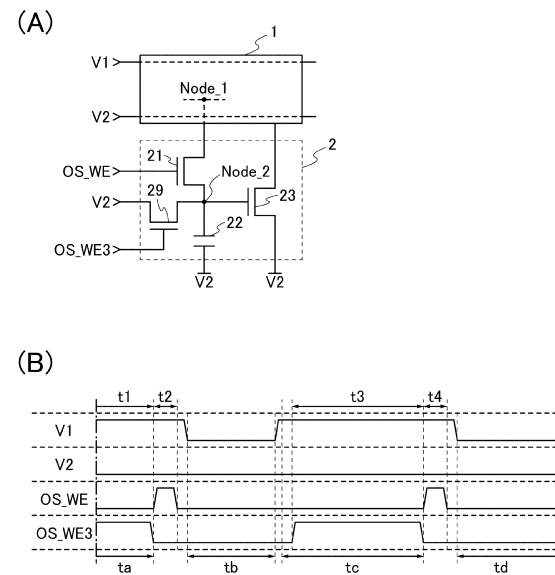 (A)
1
V1
Node_1
V2
2
21
OS_WE
Node_2
V2
29
23
22
OS_WE3
V2
V2
(B)
t1
t2
t3
t4
V1
V2
OS_WE
OS_WE3
ta
tb
tc
td